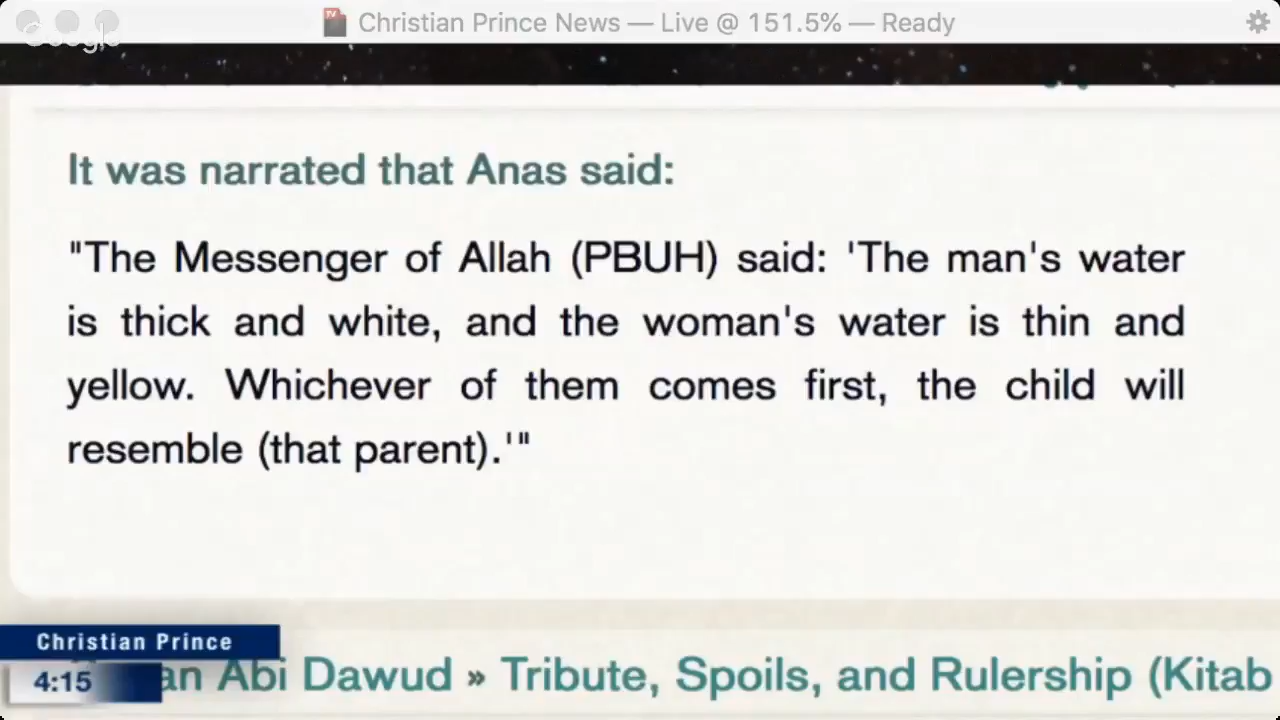 Christian Prince News — Live @ 151.5% — Ready
Google
It was narrated that Anas said:
"The Messenger of Allah (PBUH) said: 'The man's water
is thick and white, and the woman's water is thin and
yellow. Whichever of them comes first, the child will
resemble (that parent).'"
Christian Prince
4:15
an Abi Dawud » Tribute, Spoils, and Rulership (Kitab